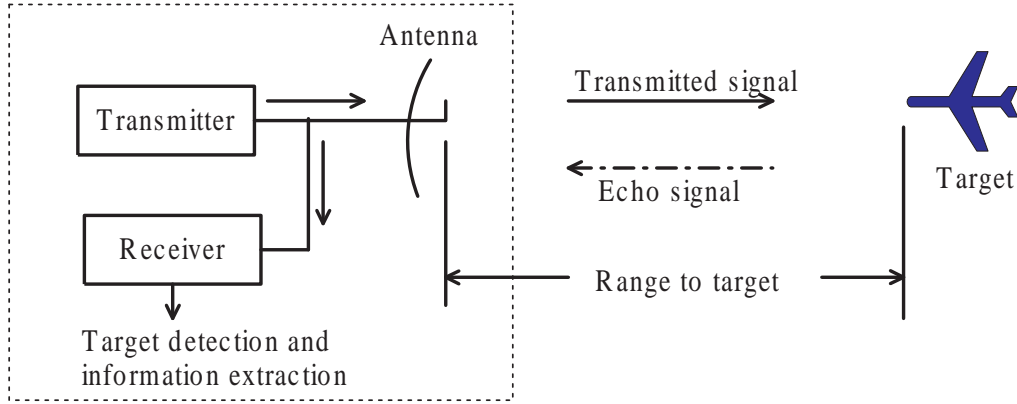 Antenna
Transmitted signal
Transmitter
Echo signal
Target
Receiver
Range to target
Target detection and
information extraction